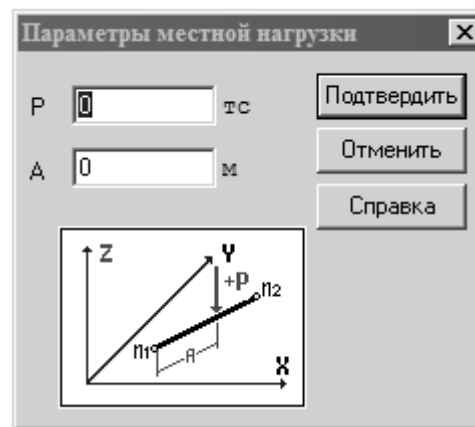 Параметры местной нагрузки
P 0 тс
Подтвердить
A 0 м
Отменить
Справка
Z Y
+P
n2
n1
A
X